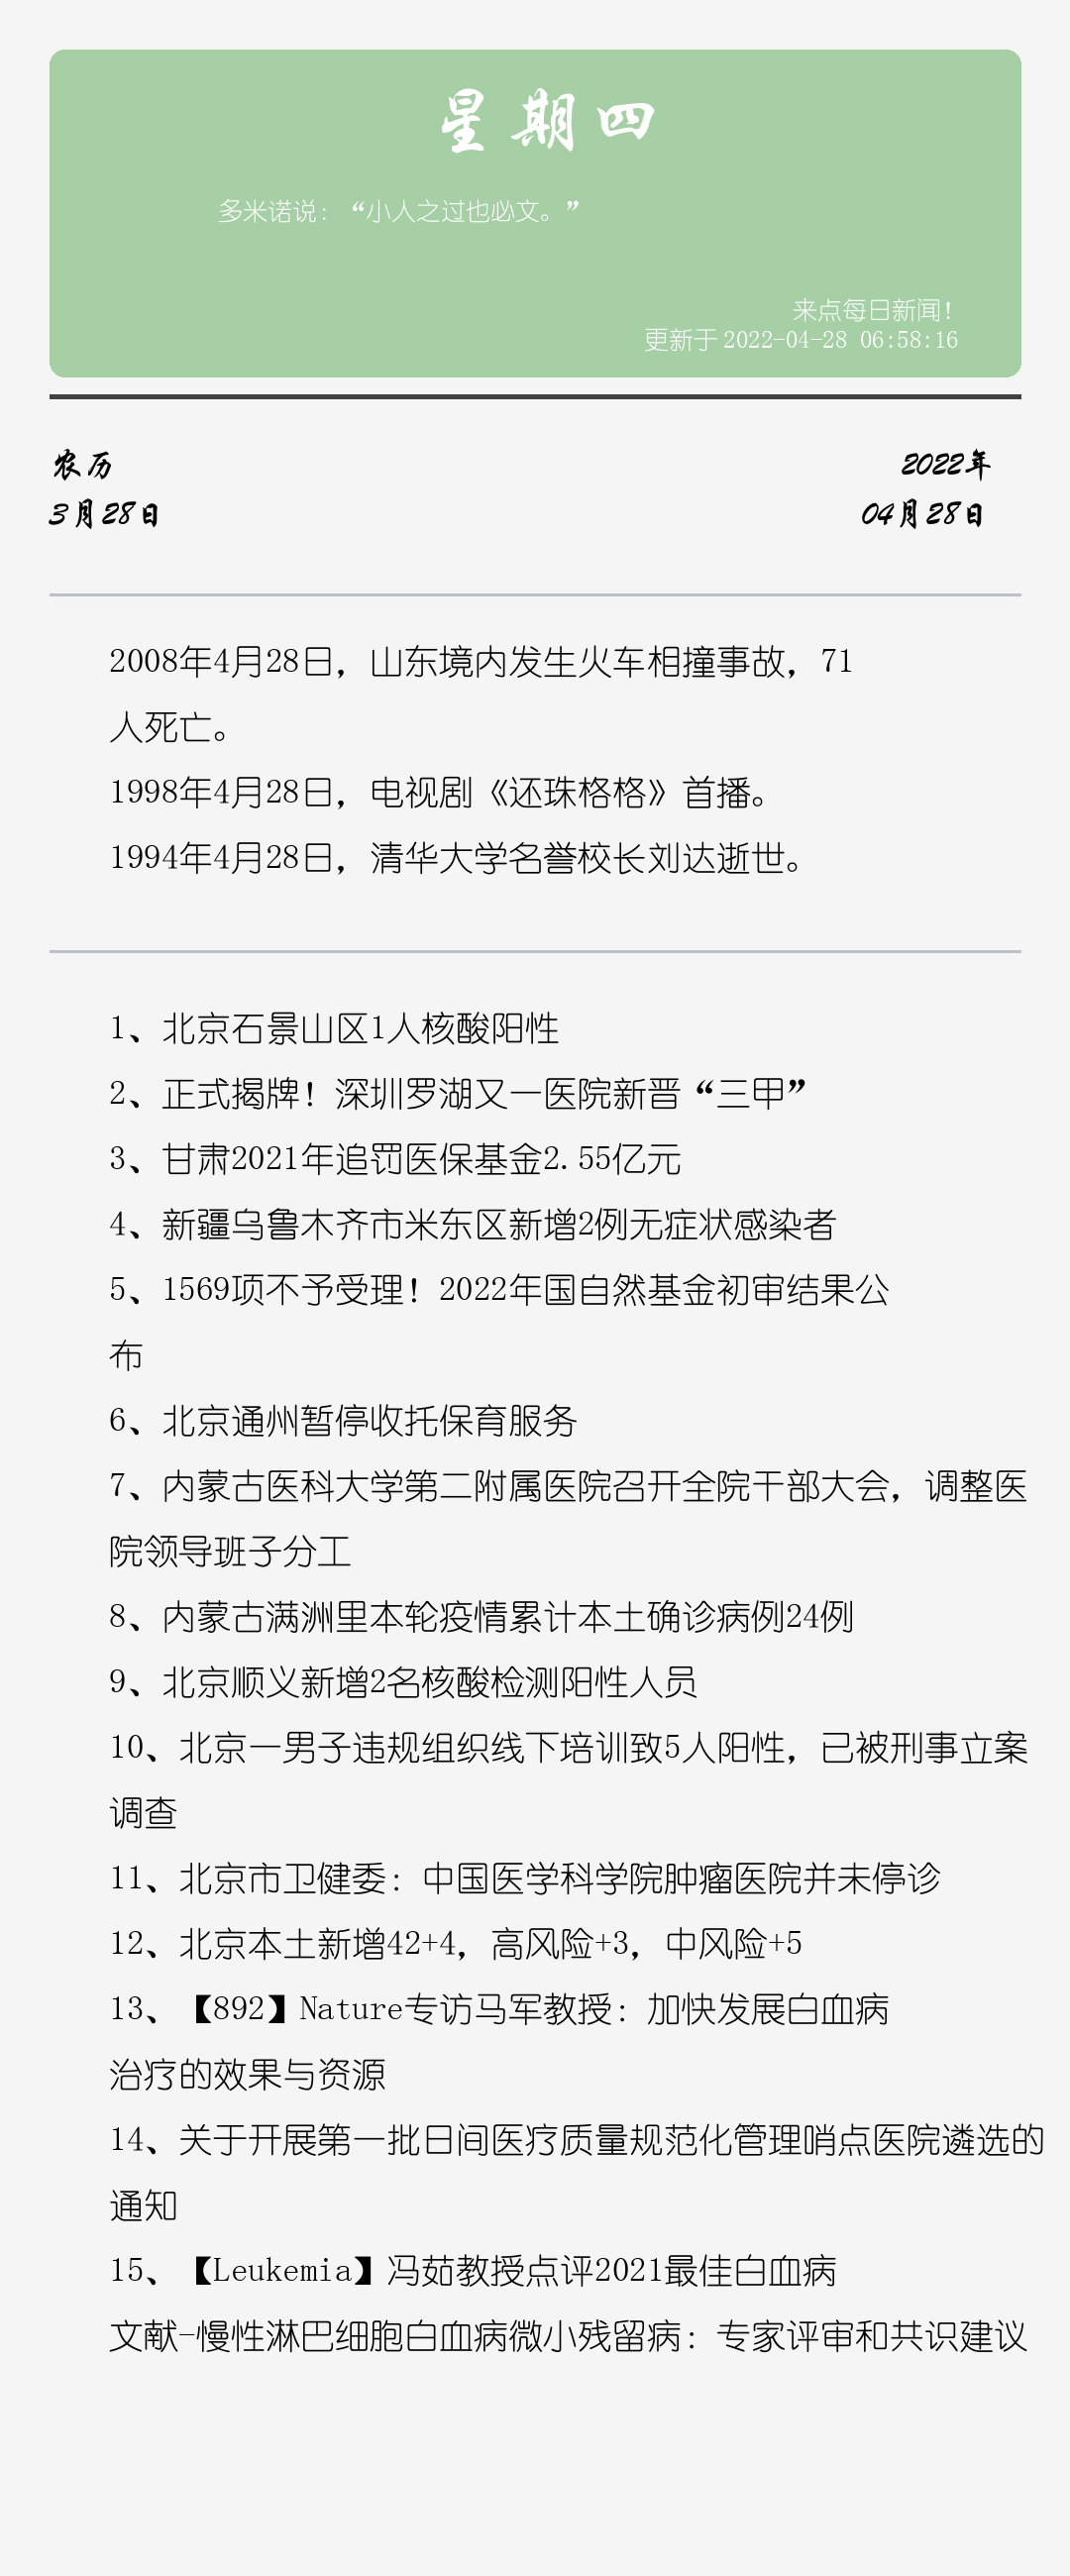 星期四
多米诺说：“小人之过也必文。”
来点每日新闻！
更新于 2022-04-28 06:58:16
农历
2022年
3月28日
04月28日
2008年4月28日，山东境内发生火车相撞事故，71
人死亡。
1998年4月28日，电视剧《还珠格格》首播。
1994年4月28日，清华大学名誉校长刘达逝世。
1、北京石景山区1人核酸阳性
2、正式揭牌！深圳罗湖又一医院新晋“三甲”
3、甘肃2021年追罚医保基金2.55亿元
4、新疆乌鲁木齐市米东区新增2例无症状感染者
5、1569项不予受理！2022年国自然基金初审结果公
布
6、北京通州暂停收托保育服务
7、内蒙古医科大学第二附属医院召开全院干部大会，调整医
院领导班子分工
8、内蒙古满洲里本轮疫情累计本土确诊病例24例
9、北京顺义新增2名核酸检测阳性人员
10、北京一男子违规组织线下培训致5人阳性，已被刑事立案
调查
11、北京市卫健委：中国医学科学院肿瘤医院并未停诊
12、北京本土新增42+4，高风险+3，中风险+5
13、【892】Nature专访马军教授：加快发展白血病
治疗的效果与资源
14、关于开展第一批日间医疗质量规范化管理哨点医院遴选的
通知
15、【Leukemia】冯茹教授点评2021最佳白血病
文献-慢性淋巴细胞白血病微小残留病：专家评审和共识建议